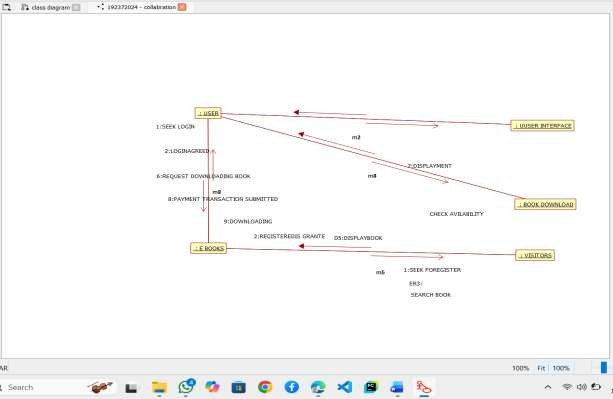 class diagram
192372024 - collabration
: USER
: UUSER INTERFACE
1:SEEK LOGIN
m3
2:LOGINAGREED
7:DISPLAYMENT
6:REQUEST DOWNLOADING BOOK
m4
8:PAYMENT TRANSACTION SUBMITTED
: BOOK DOWNLOAD
CHECK AVILABILITY
9:DOWNLOADING
2:REGISTEREDIS GRANTE
D5:DISPLAYBOOK
: E BOOKS
: VISITORS
m5
1:SEEK FOREGISTER
ER3:
SEARCH BOOK
AR:
100%
Fit
100%
Search